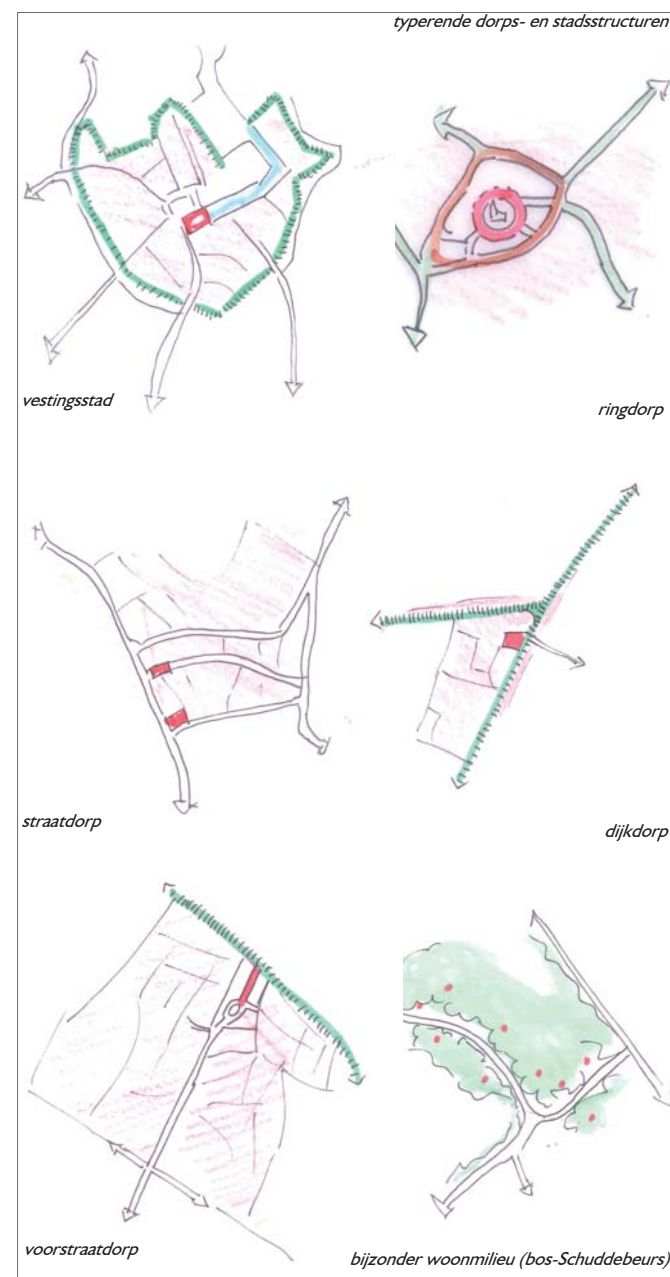 typerende dorps- en stadsstructuren
vestingsstad
ringdorp
straatdorp
dijkdorp
voorstraatdorp
bijzonder woonmilieu (bos-Schuddebeurs)